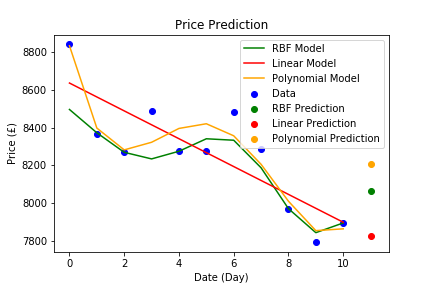 Price Prediction
8800
8600
8400
8200
8000
7800
Price (£)
RBF Model
Linear Model
Polynomial Model
Data
RBF Prediction
Linear Prediction
Polynomial Prediction
0 2 4 6 8 10
Date (Day)